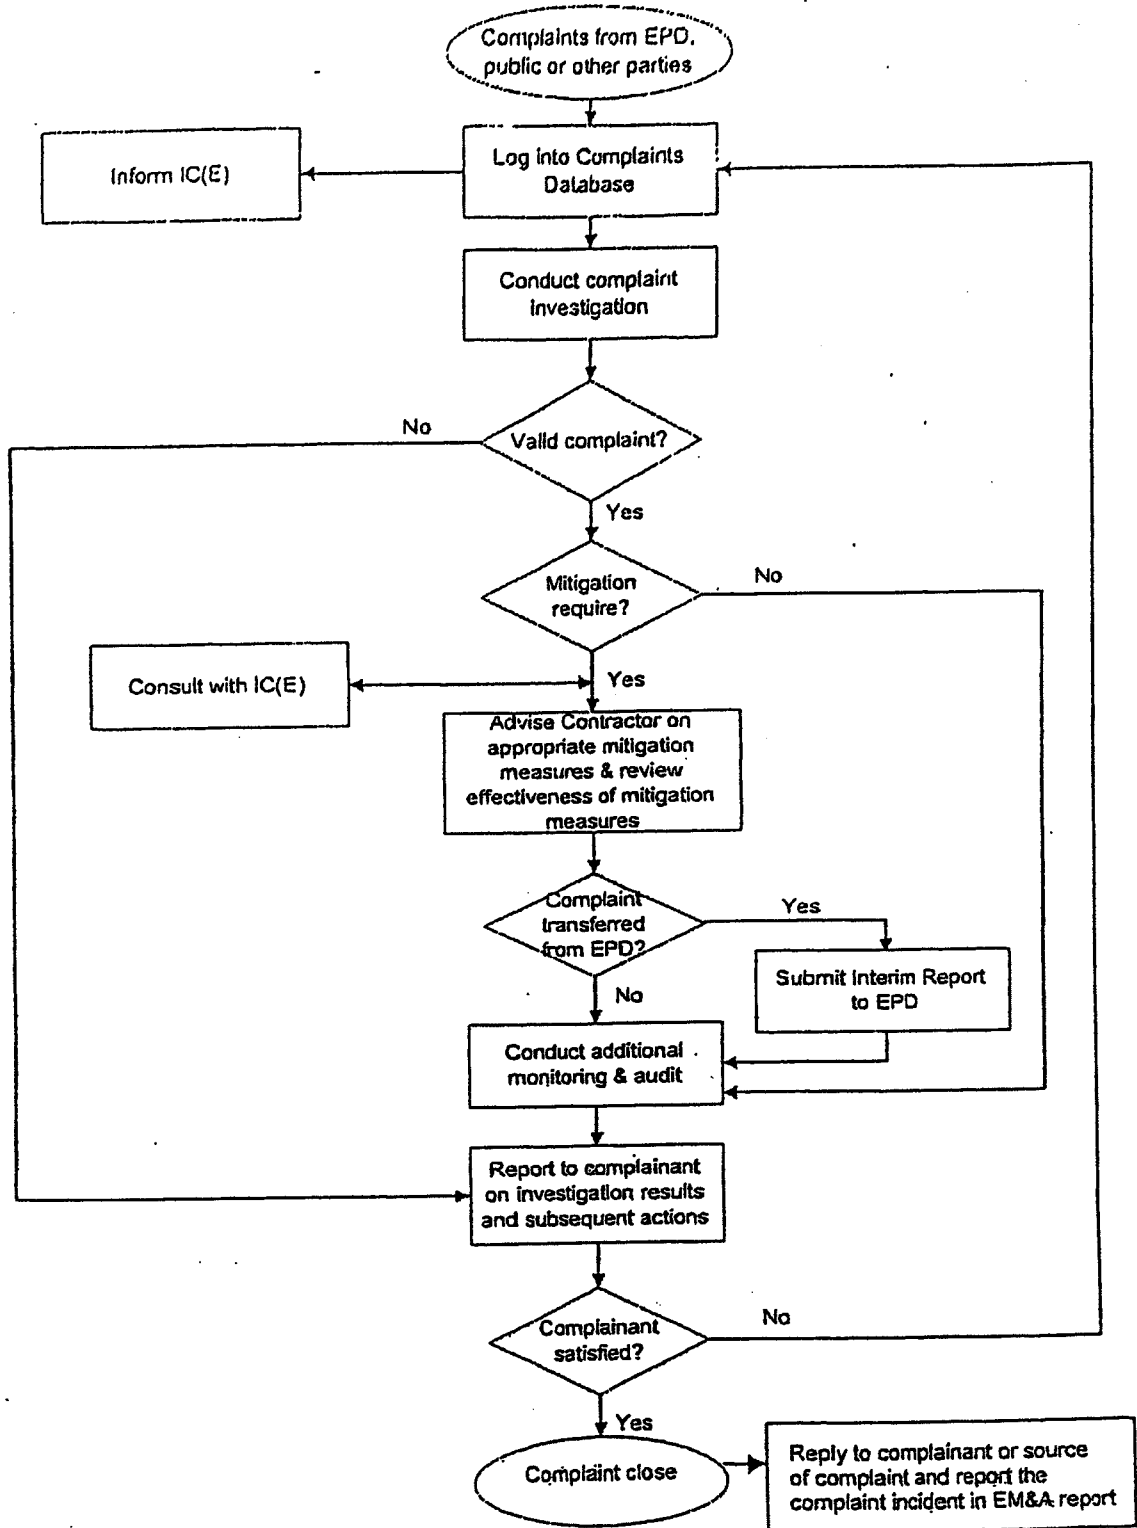 Complaints from EPD,
public or other parties
Inform IC(E)
Log into Complaints
Database
Conduct complaint
investigation
No
Valid complaint?
Yes
Mitigation
require?
No
Consult with IC(E)
Yes
Advise Contractor on
appropriate mitigation
measures & review
effectiveness of mitigation
measures
Complaint
transferred
from EPD?
Yes
Submit Interim Report
to EPD
No
Conduct additional
monitoring & audit
Report to complainant
on investigation results
and subsequent actions
Complainant
satisfied?
No
Yes
Complaint close
Reply to complainant or source
of complaint and report the
complaint incident in EM&A report